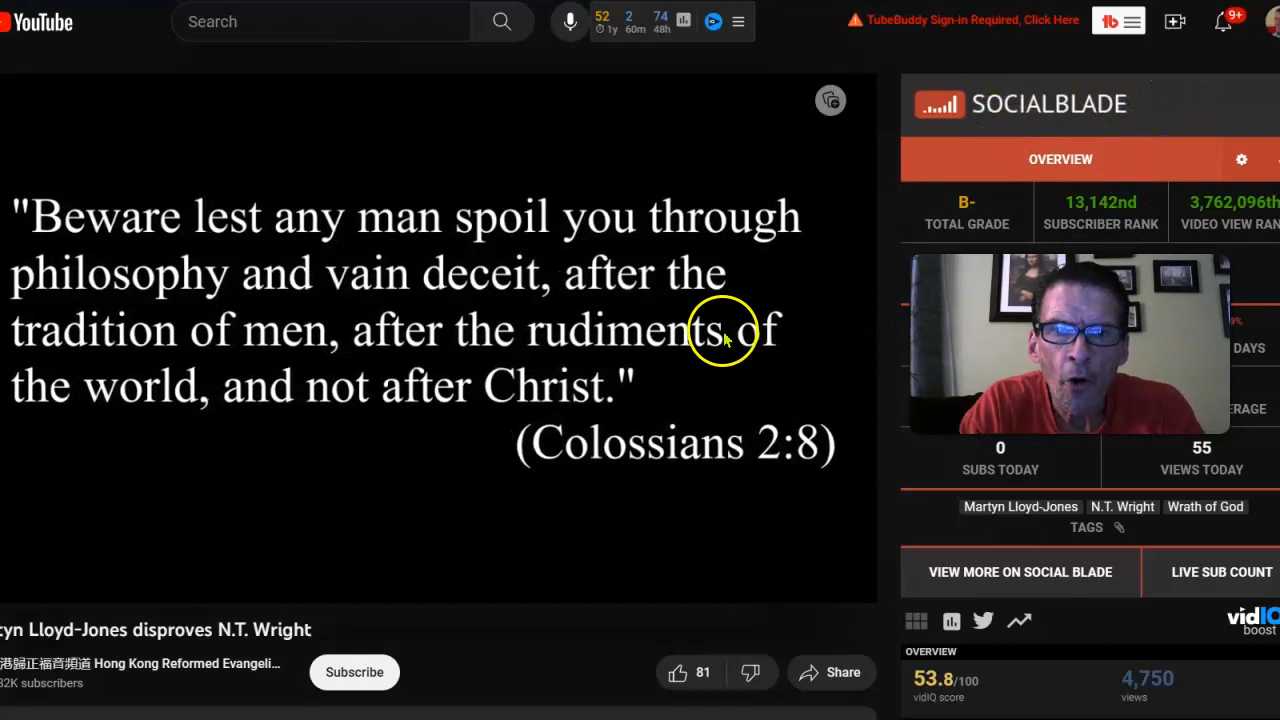 YouTube
Search
52 2 74
1y 60m 48h
TubeBuddy Sign-in Required, Click Here
tb
9+
SOCIALBLADE
OVERVIEW
B- 13,142nd 3,762,096th
TOTAL GRADE SUBSCRIBER RANK VIDEO VIEW RAN
"Beware lest any man spoil you through
philosophy and vain deceit, after the
tradition of men, after the rudiments of
the world, and not after Christ."
(Colossians 2:8)
9%
DAYS
ERAGE
0 55
SUBS TODAY VIEWS TODAY
Martyn Lloyd-Jones N.T. Wright Wrath of God
TAGS
VIEW MORE ON SOCIAL BLADE LIVE SUB COUNT
tyn Lloyd-Jones disproves N.T. Wright
港歸正福音頻道 Hong Kong Reformed Evangeli...
32K subscribers
Subscribe
81
Share
vidIQ
boost
OVERVIEW
53.8/100 4,750
vidIQ score views